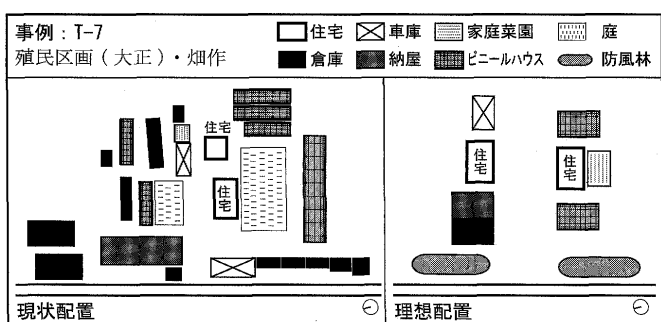 事例：T-7
殖民区画（大正）・畑作
住宅 車庫 家庭菜園 庭
倉庫 納屋 ビニールハウス 防風林
住宅
住宅
住宅
住宅
現状配置
理想配置